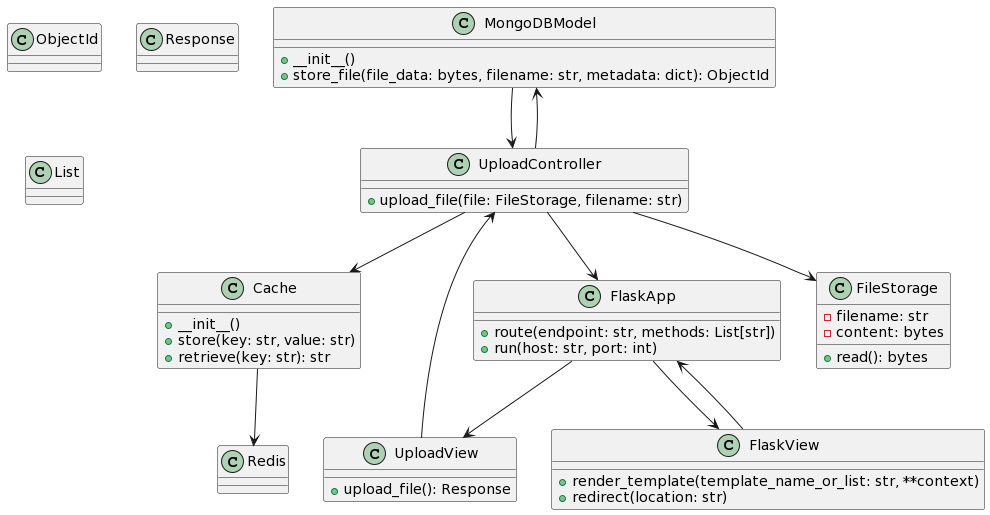 C ObjectId
C Response
C MongoDBModel
__init__()
store_file(file_data: bytes, filename: str, metadata: dict): ObjectId
C List
C UploadController
upload_file(file: FileStorage, filename: str)
C Cache
__init__()
store(key: str, value: str)
retrieve(key: str): str
C FlaskApp
route(endpoint: str, methods: List[str])
run(host: str, port: int)
C FileStorage
filename: str
content: bytes
read(): bytes
C Redis
C UploadView
upload_file(): Response
C FlaskView
render_template(template_name_or_list: str, **context)
redirect(location: str)